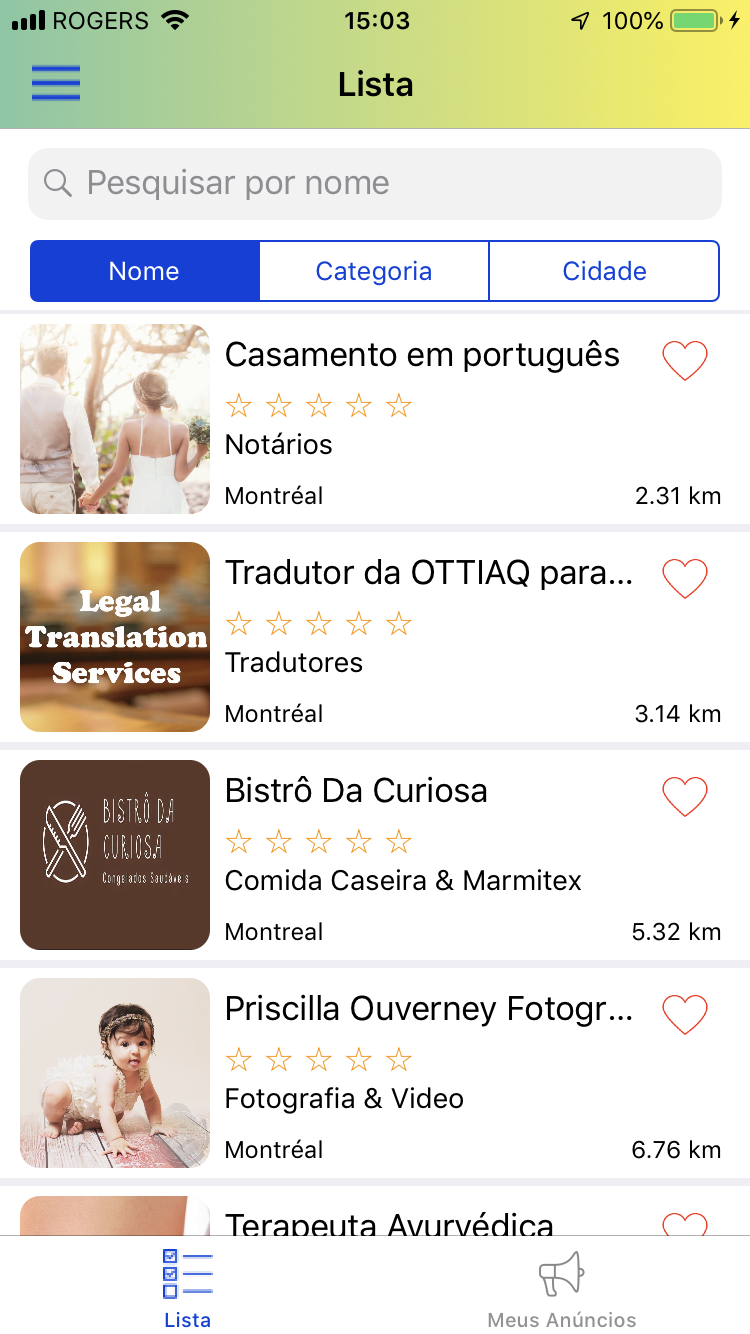 ROGERS 15:03 100%
Lista
Pesquisar por nome
Nome Categoria Cidade
Casamento em português
Notários
Montréal 2.31 km
Legal
Translation
Services
Tradutor da OTTIAQ para...
Tradutores
Montréal 3.14 km
BISTRÔ DA
CURIOSA
Congelados Saudáveis
Bistrô Da Curiosa
Comida Caseira & Marmitex
Montreal 5.32 km
Priscilla Ouverney Fotogr...
Fotografia & Video
Montréal 6.76 km
Terapeuta Ayurvédica
Lista Meus Anúncios